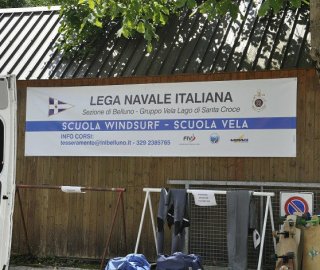 LEGA NAVALE ITALIANA
Sezione di Belluno - Gruppo Vela Lago di Santa Croce
SCUOLA WINDSURF - SCUOLA VELA
INFO CORSI:
tesseramento@lnibelluno.it - 329 2385765
FIV